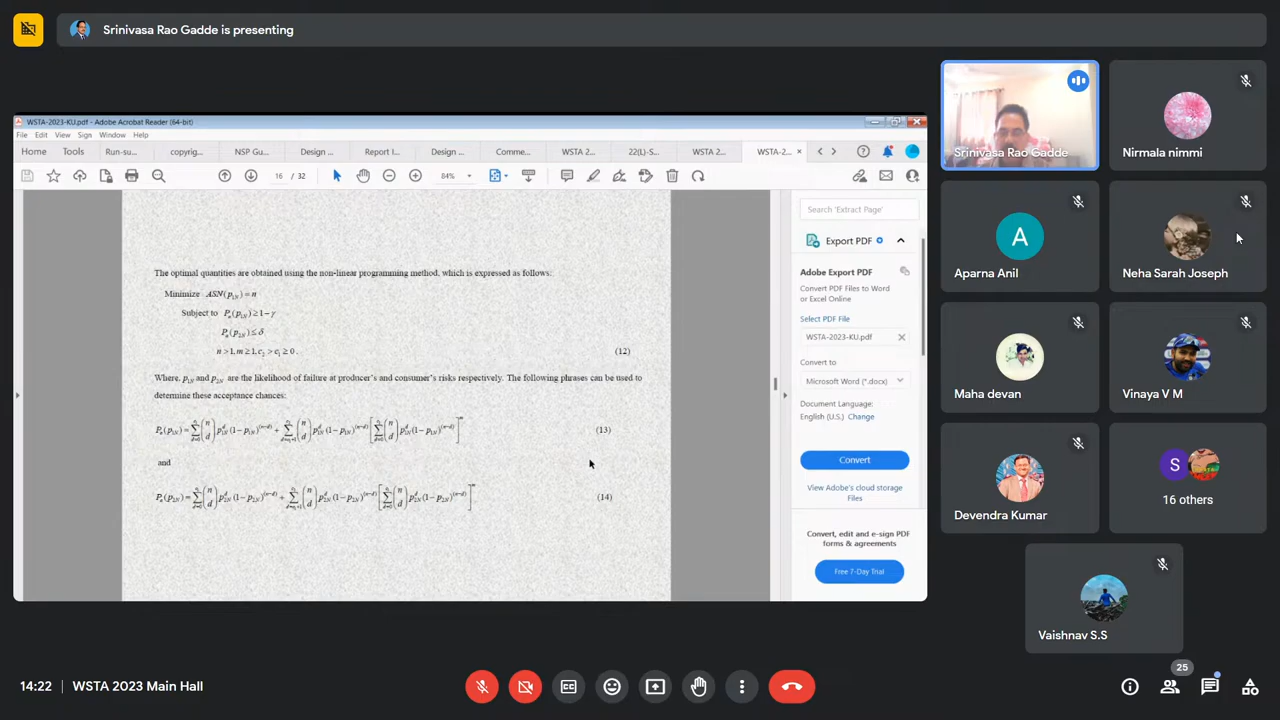 Srinivasa Rao Gadde is presenting
WSTA-2023-KU.pdf - Adobe Acrobat Reader (64-bit)
File Edit View Sign Window Help
Home Tools Run-su... copyrig... NSP Gu... Design ... Report I... Design ... Comme... WSTA 2... 22(L)-S... WSTA 2... WSTA-2... ×
16 / 32 84%
The optimal quantities are obtained using the non-linear programming method, which is expressed as follows:
Minimize ASN(p₁N) = n
Subject to Pₐ(p₁N) ≥ 1 − γ
Pₐ(p₂N) ≤ δ
n > 1, m ≥ 1, c₂ > c₁ ≥ 0 . (12)
Where, p₁N and p₂N are the likelihood of failure at producer's and consumer's risks respectively. The following phrases can be used to
determine these acceptance chances:
(13)
and
(14)
Search 'Extract Page'
Export PDF
Adobe Export PDF
Convert PDF Files to Word
or Excel Online
Select PDF File
WSTA-2023-KU.pdf
Convert to
Microsoft Word (*.docx)
Document Language:
English (U.S.) Change
Convert
View Adobe's cloud storage
Files
Convert, edit and e-sign PDF
forms & agreements
Free 7-Day Trial
Srinivasa Rao Gadde
Nirmala nimmi
A
Aparna Anil
Neha Sarah Joseph
Maha devan
Vinaya V M
Devendra Kumar
S
16 others
Vaishnav S.S
14:22 | WSTA 2023 Main Hall
25